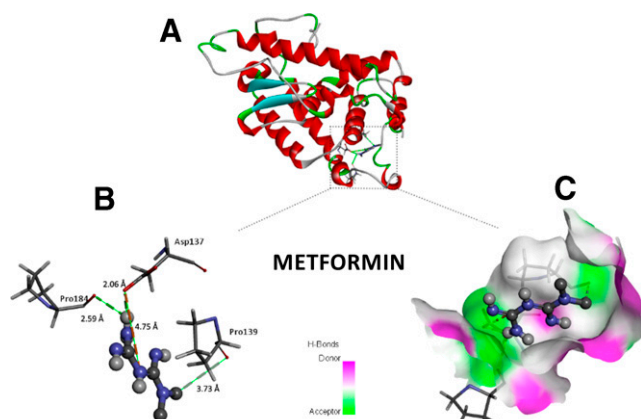 A
B
C
Asp137
2.06 Å
Pro184
2.59 Å
4.75 Å
Pro139
3.73 Å
METFORMIN
H-Bonds
Donor
Acceptor